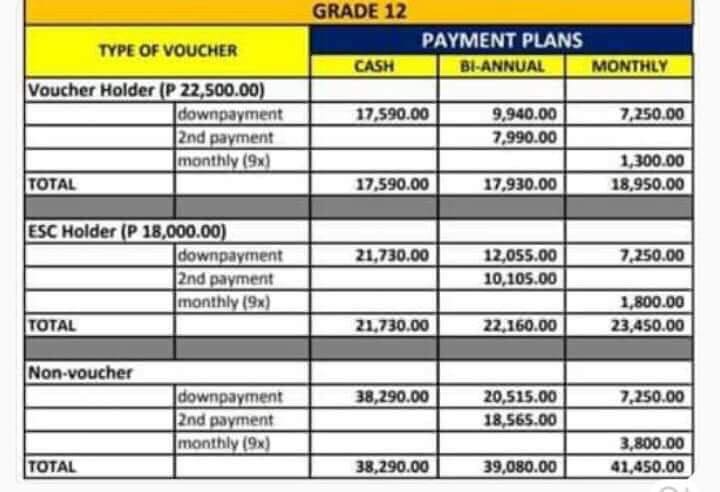 GRADE 12
TYPE OF VOUCHER PAYMENT PLANS
CASH BI-ANNUAL MONTHLY
Voucher Holder (P 22,500.00)
downpayment 17,590.00 9,940.00 7,250.00
2nd payment 7,990.00
monthly (9x) 1,300.00
TOTAL 17,590.00 17,930.00 18,950.00
ESC Holder (P 18,000.00)
downpayment 21,730.00 12,055.00 7,250.00
2nd payment 10,105.00
monthly (9x) 1,800.00
TOTAL 21,730.00 22,160.00 23,450.00
Non-voucher
downpayment 38,290.00 20,515.00 7,250.00
2nd payment 18,565.00
monthly (9x) 3,800.00
TOTAL 38,290.00 39,080.00 41,450.00